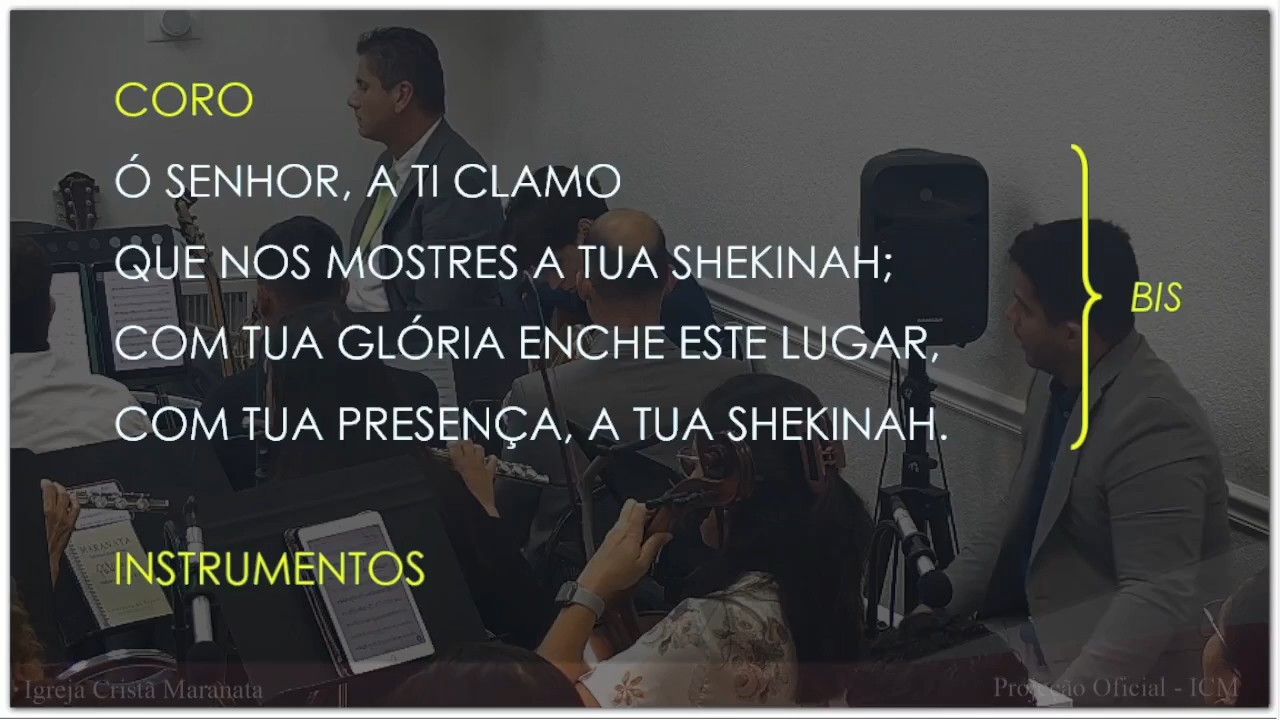 CORO
Ó SENHOR, A TI CLAMO
QUE NOS MOSTRES A TUA SHEKINAH;
COM TUA GLÓRIA ENCHE ESTE LUGAR,
COM TUA PRESENÇA, A TUA SHEKINAH.
BIS
INSTRUMENTOS
MARANATA
Igreja Cristã Maranata
Projeção Oficial - ICM